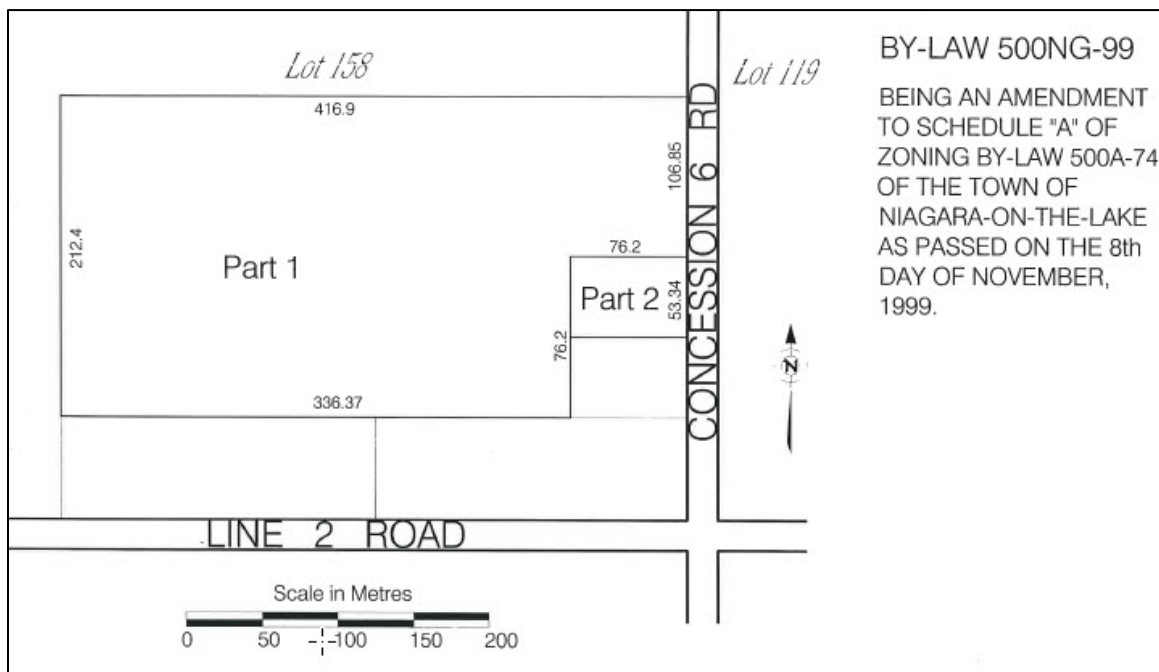 Lot 158
Lot 119
BY-LAW 500NG-99
BEING AN AMENDMENT
TO SCHEDULE "A" OF
ZONING BY-LAW 500A-74
OF THE TOWN OF
NIAGARA-ON-THE-LAKE
AS PASSED ON THE 8th
DAY OF NOVEMBER,
1999.
416.9
106.85
CONCESSION 6 RD
212.4
Part 1
76.2
Part 2
53.34
76.2
N
336.37
LINE 2 ROAD
Scale in Metres
0 50 100 150 200